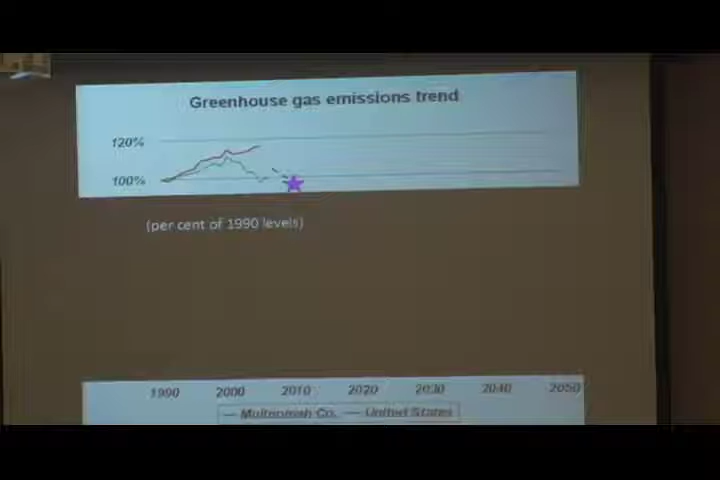 Greenhouse gas emissions trend
120%
100%
(per cent of 1990 levels)
1990 2000 2010 2020 2030 2040 2050
Multnomah Co. United States